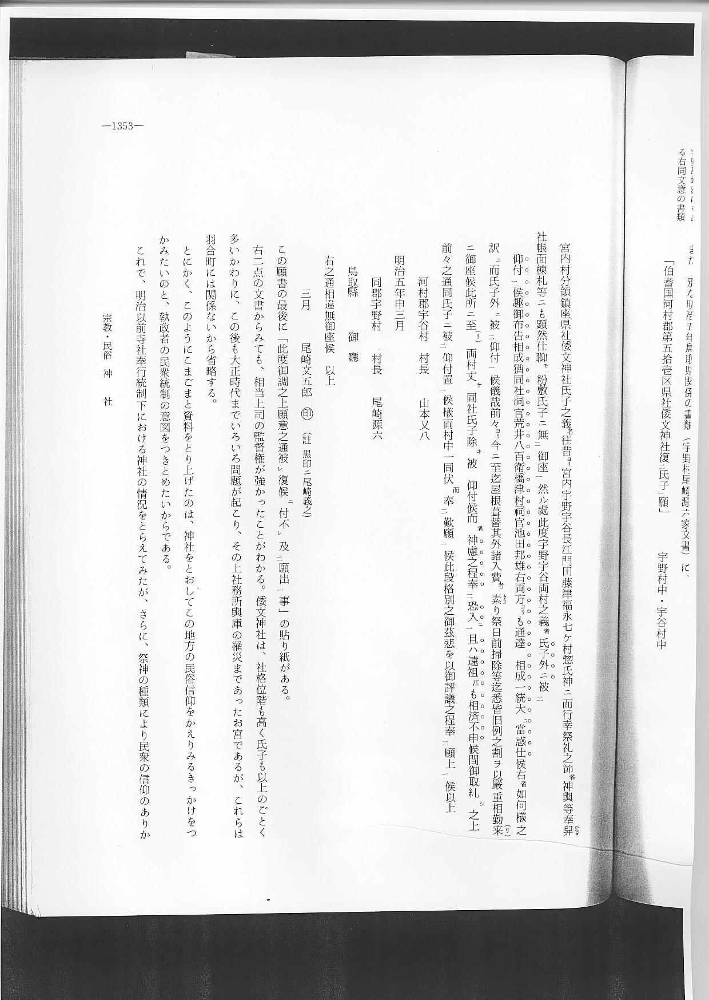 る右同文意の書類
別な明治五年鳥取県関係の書類(宇野村尾崎源六家文書)に、
「伯耆国河村郡第五拾壱区県社倭文神社復ニ氏子一願」 宇野村中・宇谷村中
宮内村分領鎮座県社倭文神社氏子之義者往昔ヨリ宮内宇野宇谷長江門田藤津福永七ケ村惣氏神ニ而行幸祭礼之節者神輿等奉舁かつぎ
社帳面棟札等ニも顕然仕聊モ粉敷氏子ニ無ニ御座一然ル處此度宇野宇谷両村之義者氏子外ニ被ニ
仰付一候趣御布告相成猶同社祠官荒井八百衛橋津村祠官池田邦雄右両方ヨリも通達相成一統大ニ當惑仕候右者如何様之
訳ニ而氏子外ニ被ニ仰付一候儀哉前々ヨリ今ニ至迄屋根葺替其外諸入費者素り祭日前掃除等迄悉皆旧例之割ヲ以嚴重相勤来(リ)
ニ御座候此所ニ至(リ)両村丈ケ同社氏子除キ被 仰付候而者神慮之程奉ニ恐入一且ハ遠祖江も相済不申候間御取糺シ之上
前々之通同氏子ニ被ニ仰付置一候様両村中一同伏而奉ニ歎願一候此段格別之御茲悲を以御評議之程奉ニ願上一候以上
河村郡宇谷村 村長 山本又八
同郡宇野村 村長 尾崎源六
明治五年申三月
鳥取縣 御廳
右之通相違無御座候 以上
三月 尾崎文五郎 ㊞ (註 黒印ニ尾崎義之)
この願書の最後に「此度御調之上願意之通被レ復候ニ付不レ及ニ願出一事」の貼り紙がある。
右二点の文書からみても、相当上司の監督権が強かったことがわかる。倭文神社は、社格位階も高く氏子も以上のごとく
多いかわりに、この後も大正時代までいろいろ問題が起こり、その上社務所輿庫の罹災まであったお宮であるが、これらは
羽合町には関係ないから省略する。
とにかく、このようにこまごまと資料をとり上げたのは、神社をとおしてこの地方の民俗信仰をかえりみるきっかけをつ
かみたいのと、執政者の民衆統制の意図をつきとめたいからである。
これで、明治以前寺社奉行統制下における神社の情況をとらえてみたが、さらに、祭神の種類により民衆の信仰のありか
宗教・民俗 神 社
—1353—